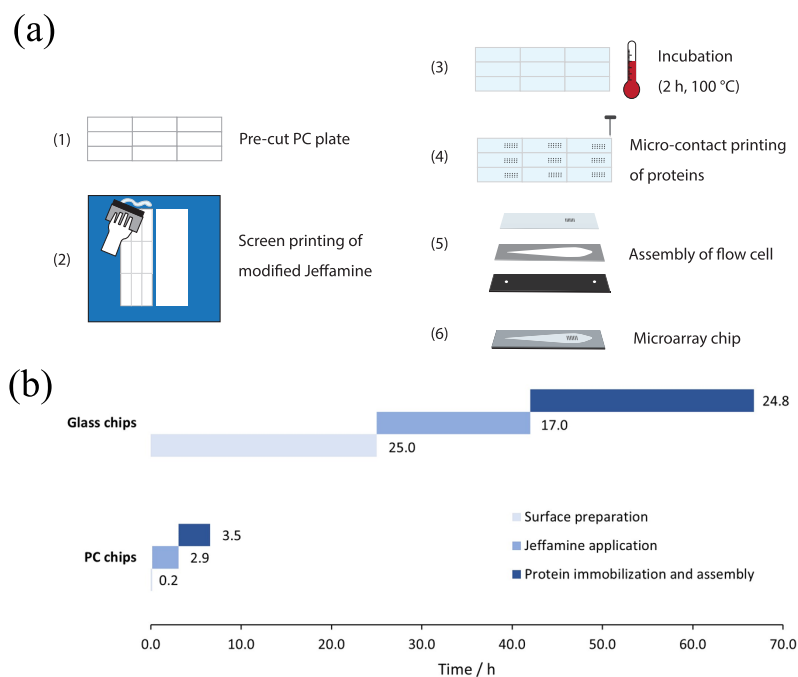 (a)
(1)
Pre-cut PC plate
(2)
Screen printing of
modified Jeffamine
(3)
Incubation
(2 h, 100 °C)
(4)
Micro-contact printing
of proteins
(5)
Assembly of flow cell
(6)
Microarray chip
(b)
Glass chips
24.8
17.0
25.0
PC chips
3.5
2.9
0.2
Surface preparation
Jeffamine application
Protein immobilization and assembly
0.0 10.0 20.0 30.0 40.0 50.0 60.0 70.0
Time / h